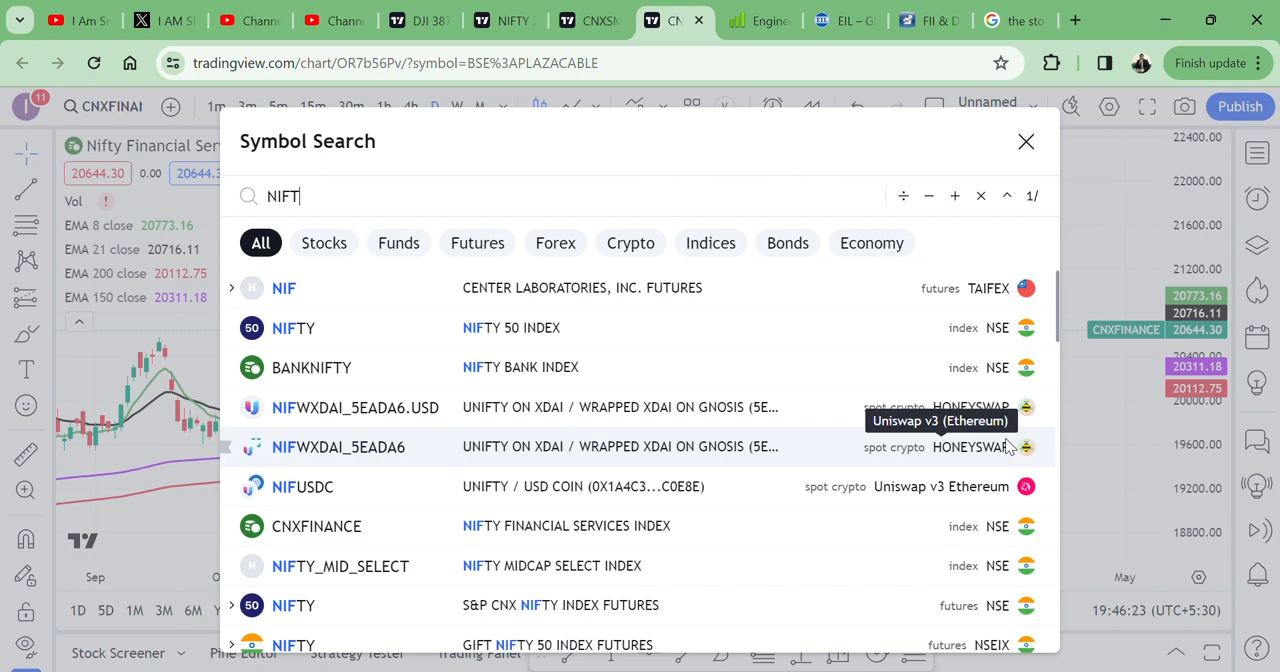 I Am S
I AM S
Chann
Chann
DJI 387
NIFTY
CNXSM
CN
Engine
EIL – G
FII & D
the sto
tradingview.com/chart/OR7b56Pv/?symbol=BSE%3APLAZACABLE
Finish update
11
CNXFINAI
1m 3m 5m 15m 30m 1h 4h D W M
Unnamed
Publish
Nifty Financial Ser
20644.30 0.00 20644.3
Vol !
EMA 8 close 20773.16
EMA 21 close 20716.11
EMA 200 close 20112.75
EMA 150 close 20311.18
Symbol Search
NIFT
÷ − + × ^ 1/
All Stocks Funds Futures Forex Crypto Indices Bonds Economy
N NIF CENTER LABORATORIES, INC. FUTURES futures TAIFEX
50 NIFTY NIFTY 50 INDEX index NSE
BANKNIFTY NIFTY BANK INDEX index NSE
NIFWXDAI_5EADA6.USD UNIFTY ON XDAI / WRAPPED XDAI ON GNOSIS (5E... spot crypto HONEYSWAP
Uniswap v3 (Ethereum)
NIFWXDAI_5EADA6 UNIFTY ON XDAI / WRAPPED XDAI ON GNOSIS (5E... spot crypto HONEYSWAP
NIFUSDC UNIFTY / USD COIN (0X1A4C3...C0E8E) spot crypto Uniswap v3 Ethereum
CNXFINANCE NIFTY FINANCIAL SERVICES INDEX index NSE
N NIFTY_MID_SELECT NIFTY MIDCAP SELECT INDEX index NSE
50 NIFTY S&P CNX NIFTY INDEX FUTURES futures NSE
NIFTY GIFT NIFTY 50 INDEX FUTURES futures NSEIX
22400.00
22000.00
21600.00
21200.00
20773.16
20716.11
CNXFINANCE 20644.30
20400.00
20311.18
20112.75
20000.00
19600.00
19200.00
18800.00
Sep
May
1D 5D 1M 3M 6M
19:46:23 (UTC+5:30)
Stock Screener Pine Editor Strategy Tester Trading Panel